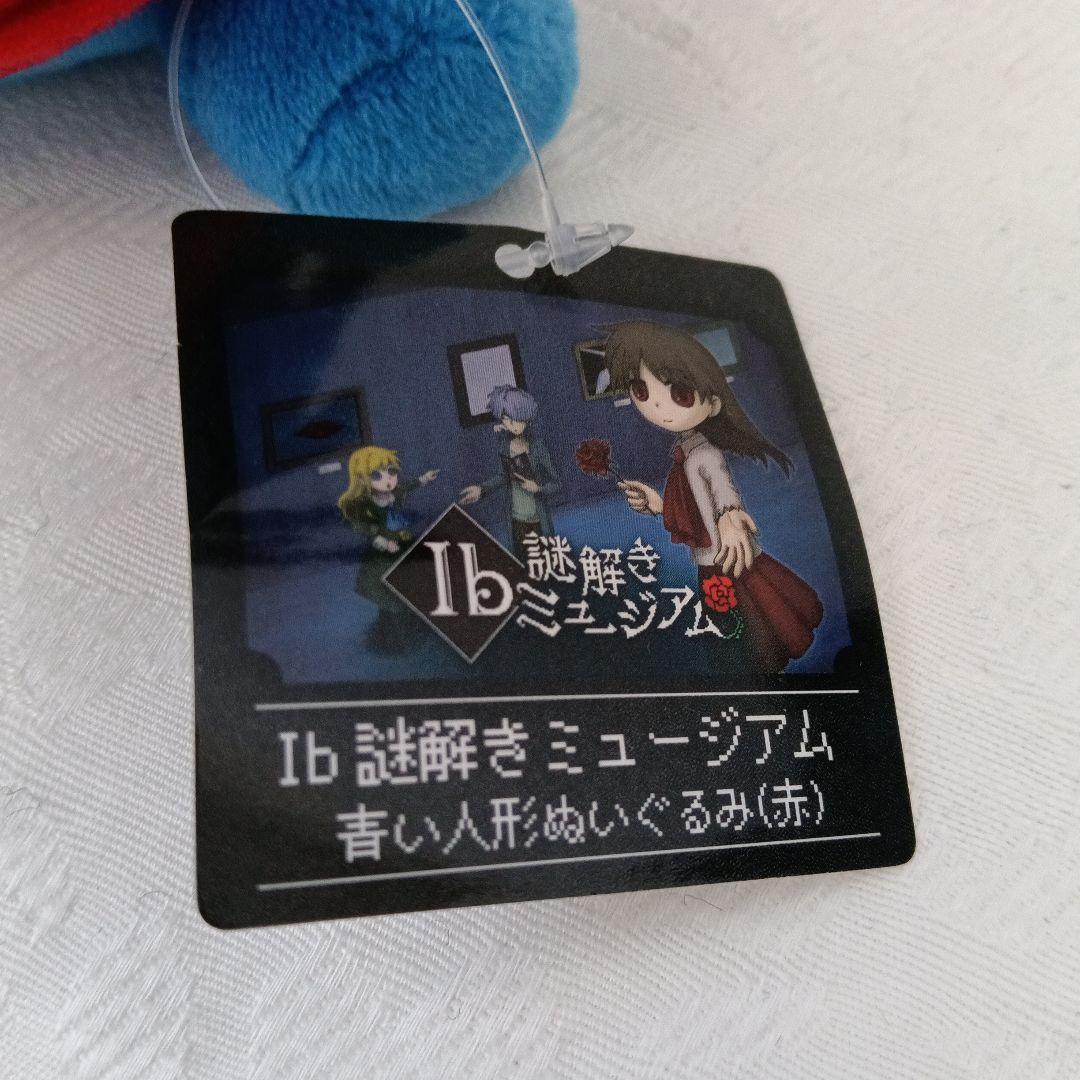 Ib
謎解き
ミュージアム
Ib 謎解きミュージアム
青い人形ぬいぐるみ(赤)